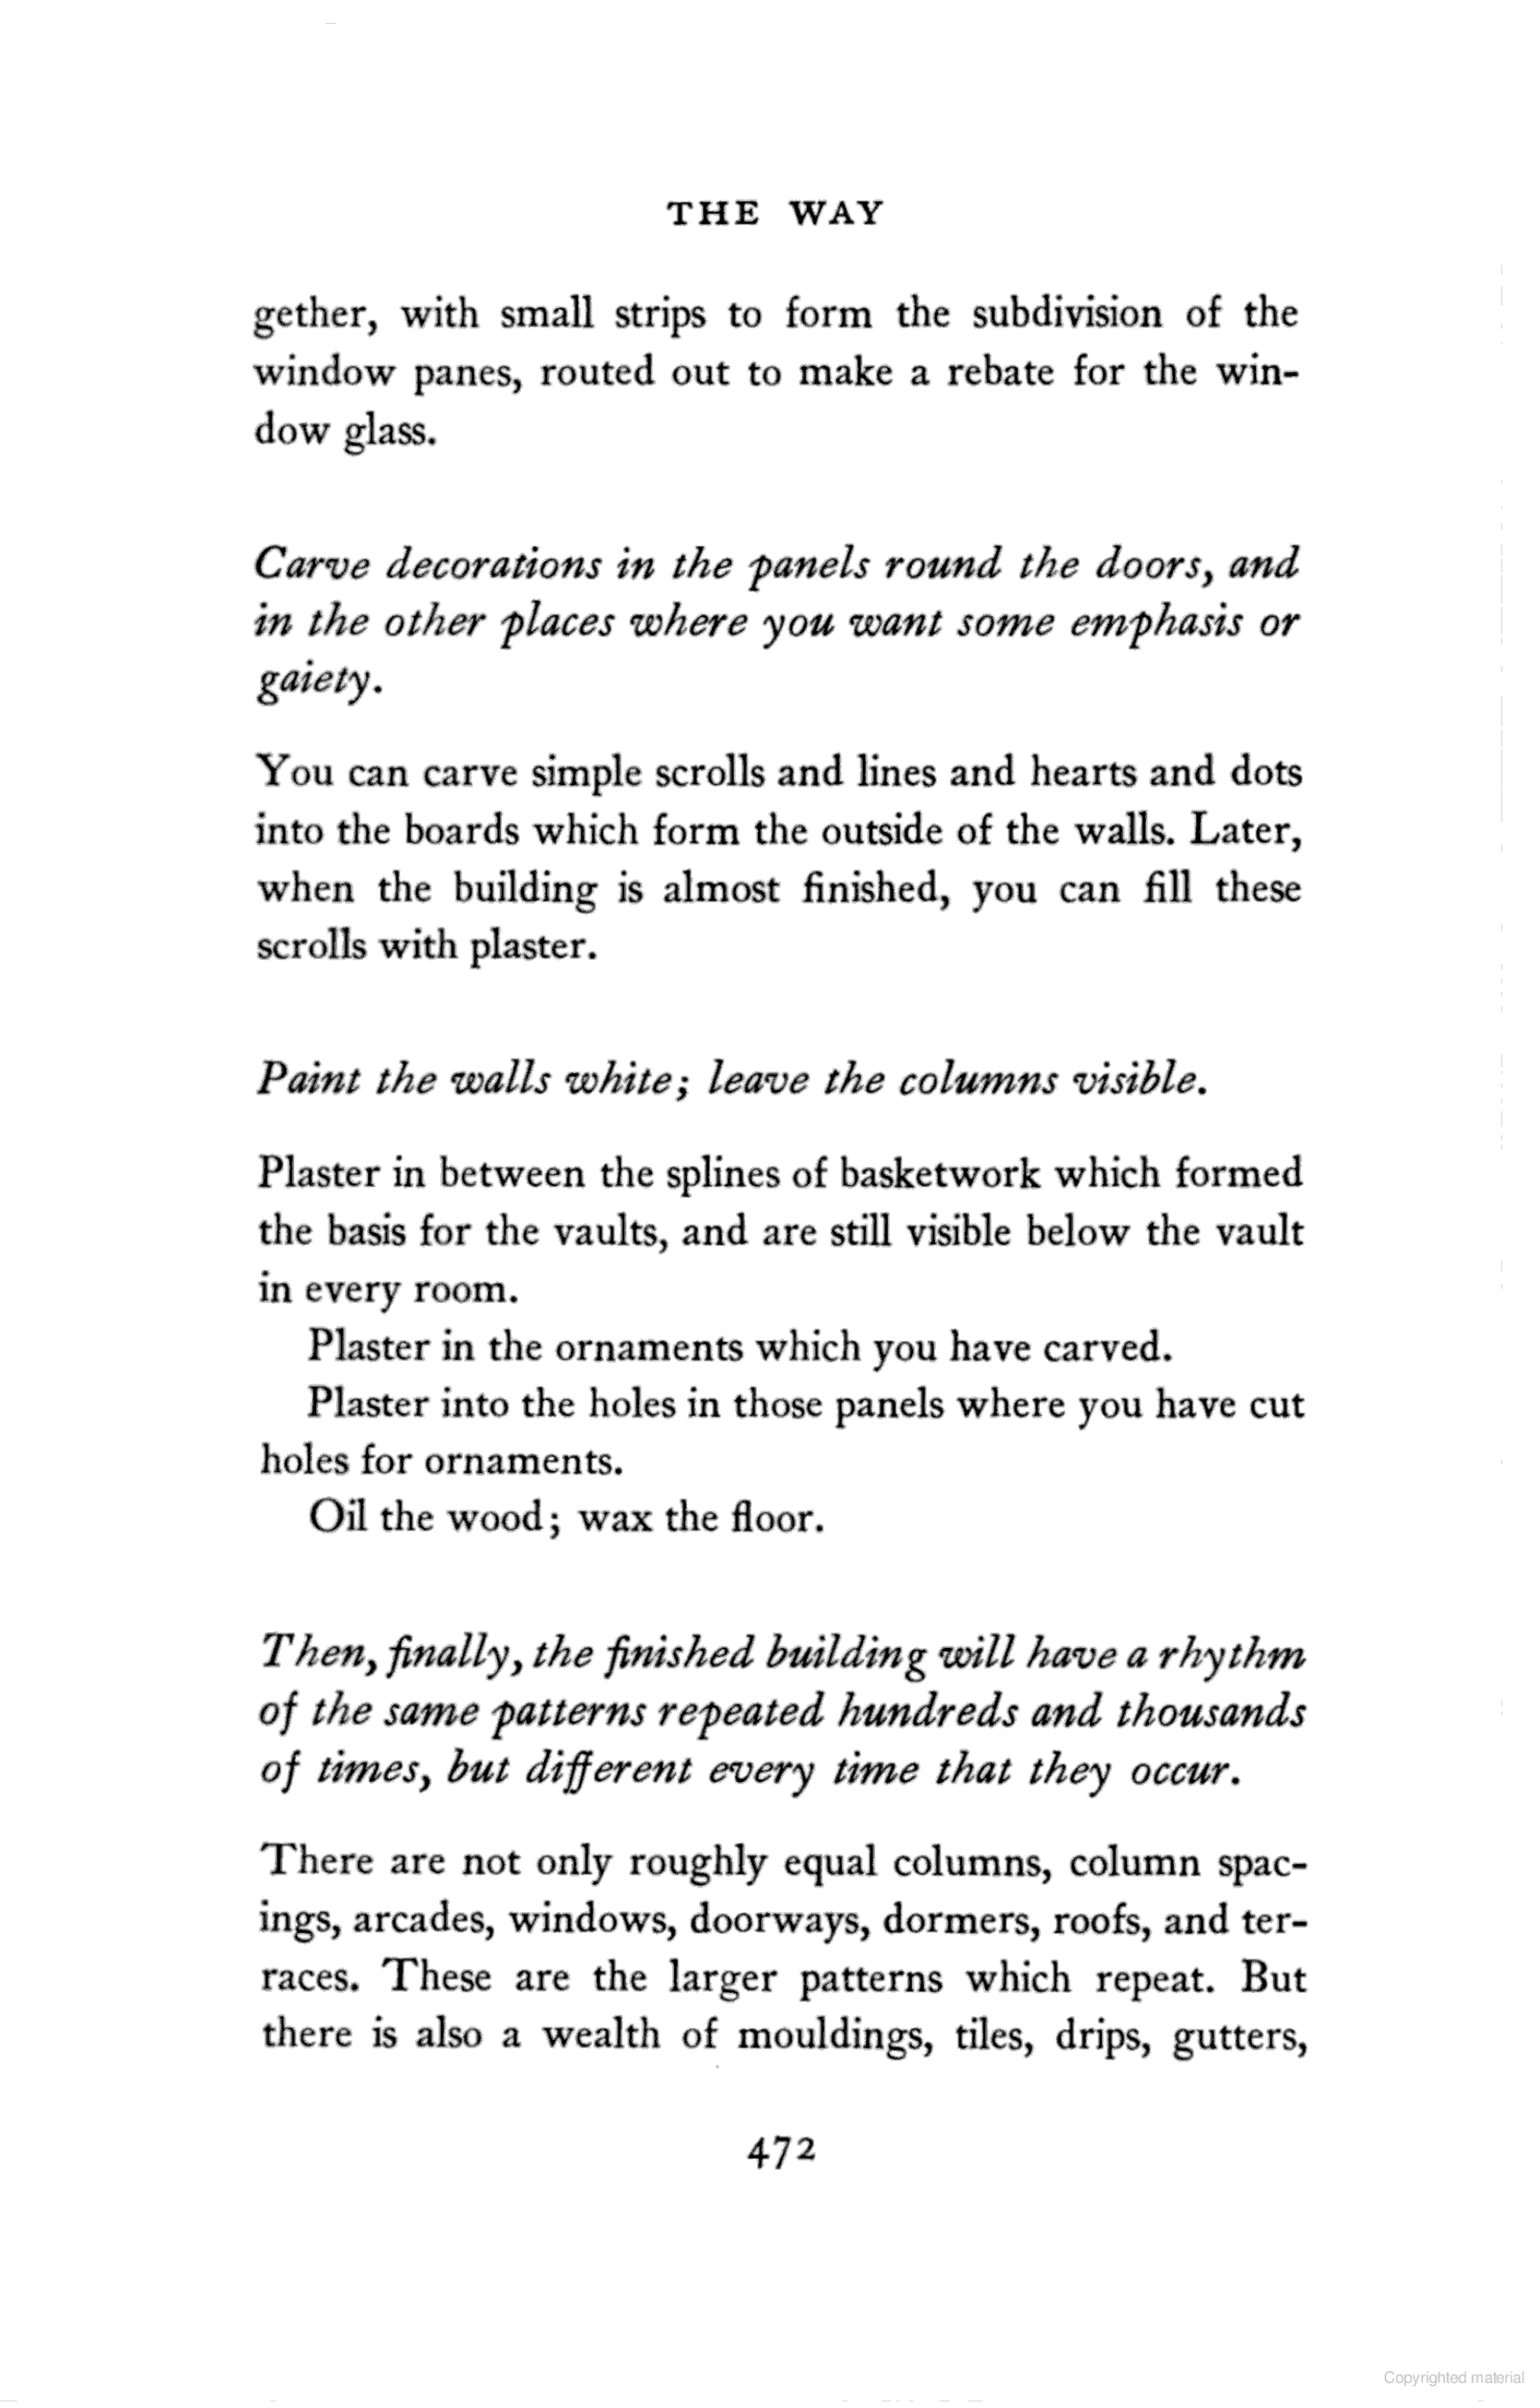 THE WAY
gether, with small strips to form the subdivision of the
window panes, routed out to make a rebate for the win-
dow glass.
Carve decorations in the panels round the doors, and
in the other places where you want some emphasis or
gaiety.
You can carve simple scrolls and lines and hearts and dots
into the boards which form the outside of the walls. Later,
when the building is almost finished, you can fill these
scrolls with plaster.
Paint the walls white; leave the columns visible.
Plaster in between the splines of basketwork which formed
the basis for the vaults, and are still visible below the vault
in every room.
Plaster in the ornaments which you have carved.
Plaster into the holes in those panels where you have cut
holes for ornaments.
Oil the wood; wax the floor.
Then, finally, the finished building will have a rhythm
of the same patterns repeated hundreds and thousands
of times, but different every time that they occur.
There are not only roughly equal columns, column spac-
ings, arcades, windows, doorways, dormers, roofs, and ter-
races. These are the larger patterns which repeat. But
there is also a wealth of mouldings, tiles, drips, gutters,
472
Copyrighted material